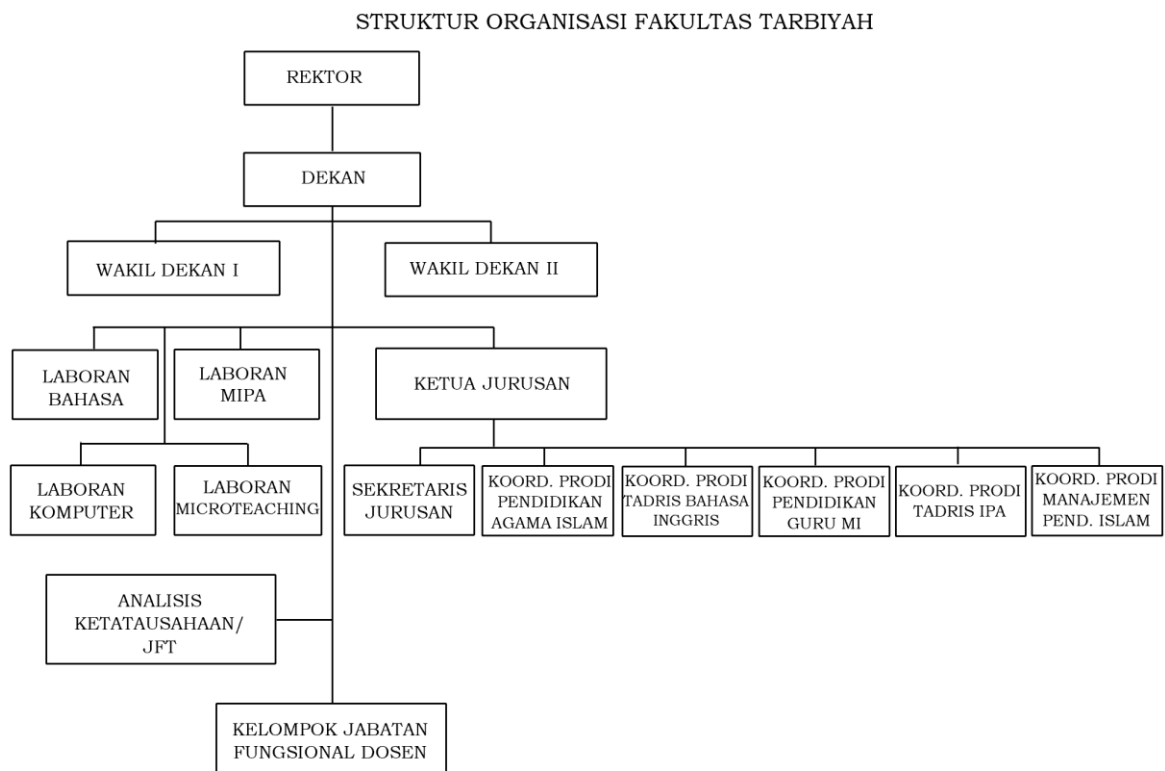 STRUKTUR ORGANISASI FAKULTAS TARBIYAH
REKTOR
DEKAN
WAKIL DEKAN I
WAKIL DEKAN II
LABORAN
BAHASA
LABORAN
MIPA
KETUA JURUSAN
LABORAN
KOMPUTER
LABORAN
MICROTEACHING
SEKRETARIS
JURUSAN
KOORD. PRODI
PENDIDIKAN
AGAMA ISLAM
KOORD. PRODI
TADRIS BAHASA
INGGRIS
KOORD. PRODI
PENDIDIKAN
GURU MI
KOORD. PRODI
TADRIS IPA
KOORD. PRODI
MANAJEMEN
PEND. ISLAM
ANALISIS
KETATAUSAHAAN/
JFT
KELOMPOK JABATAN
FUNGSIONAL DOSEN